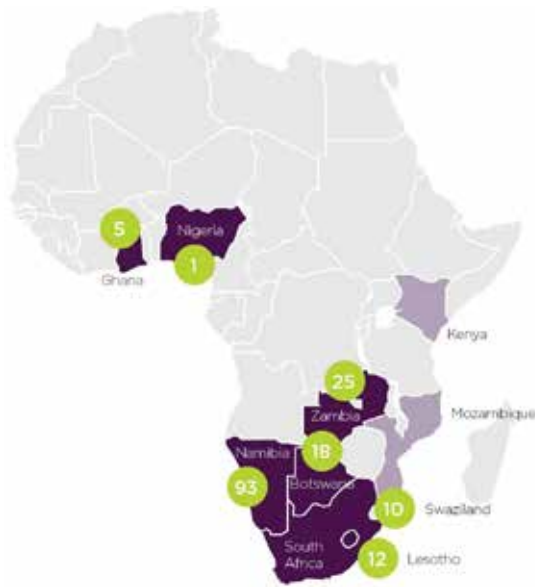 5
Nigeria
1
Ghana
Kenya
25
Mozambique
Zambia
18
Namibia
93
Botswana
10
Swaziland
South
Africa
12
Lesotho